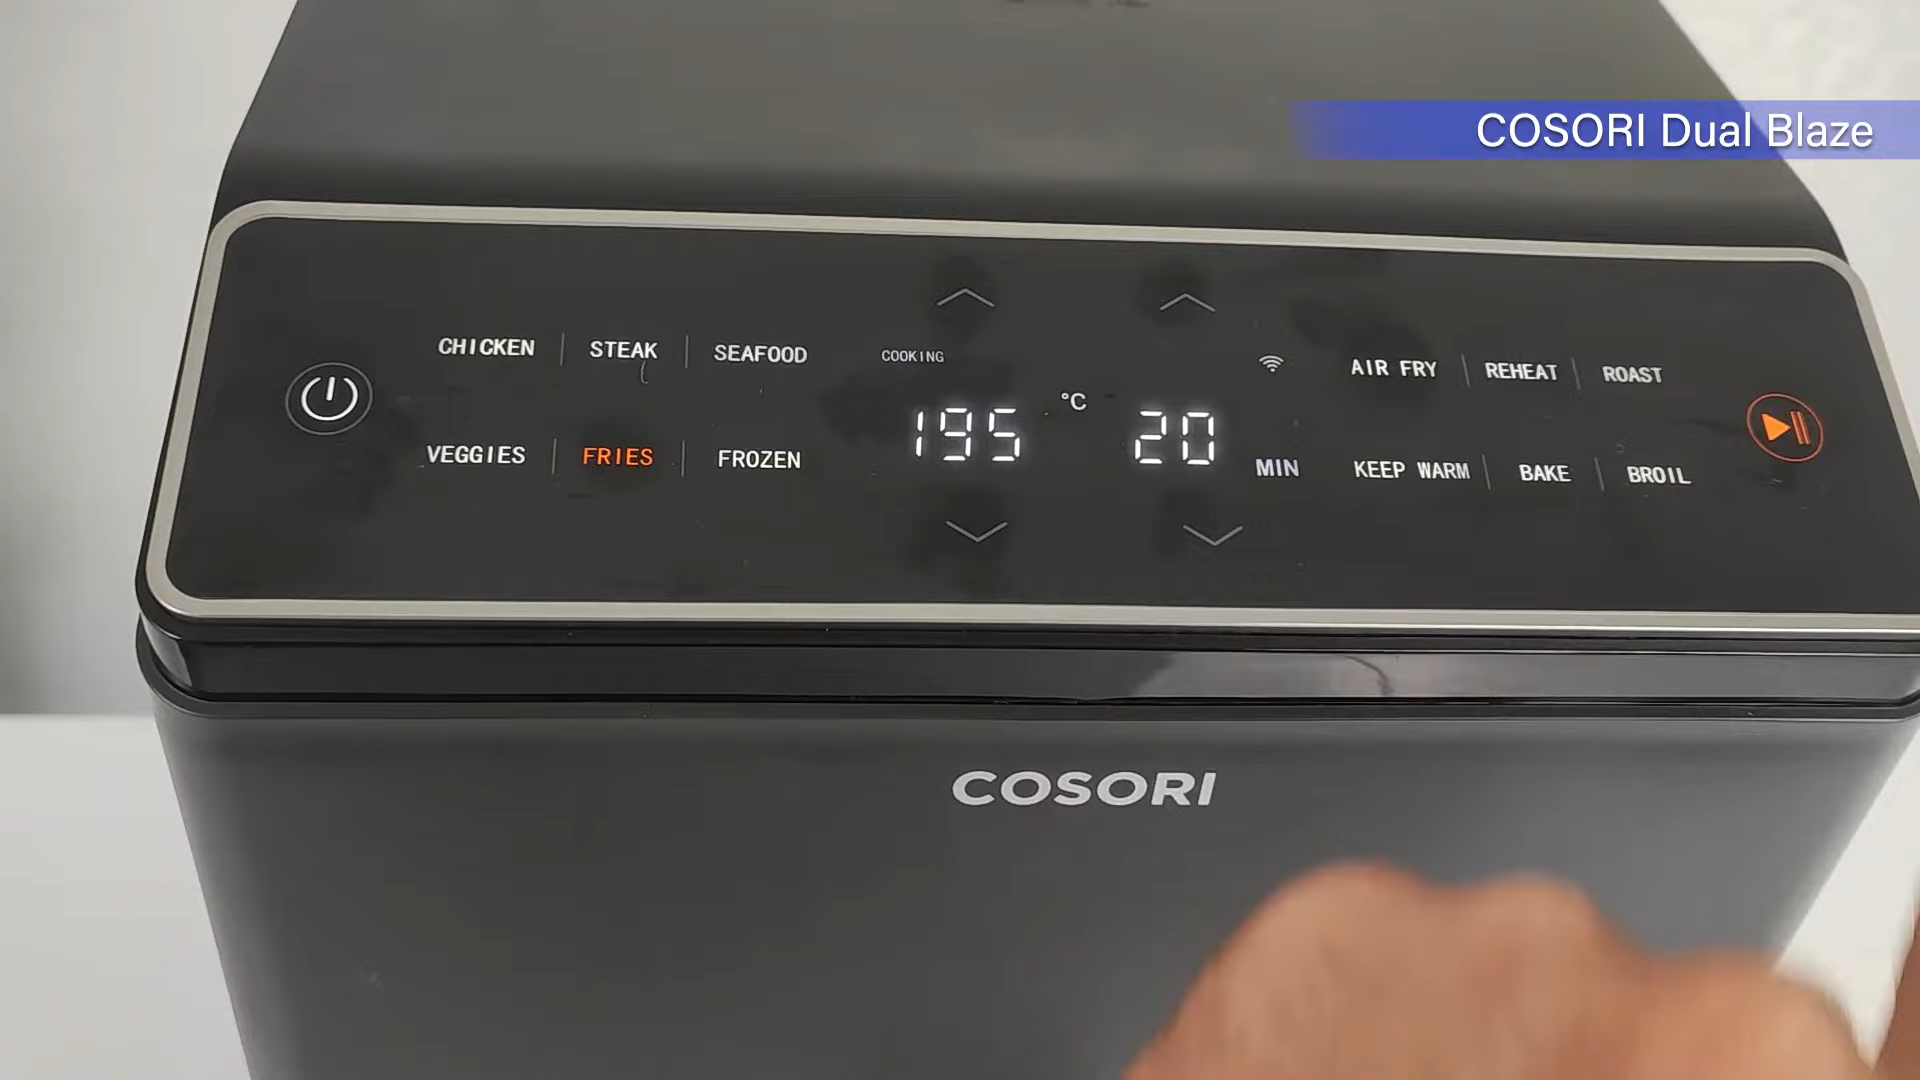 COSORI Dual Blaze
CHICKEN STEAK SEAFOOD
COOKING
AIR FRY REHEAT ROAST
VEGGIES FRIES FROZEN
195 °C 20 MIN
KEEP WARM BAKE BROIL
COSORI